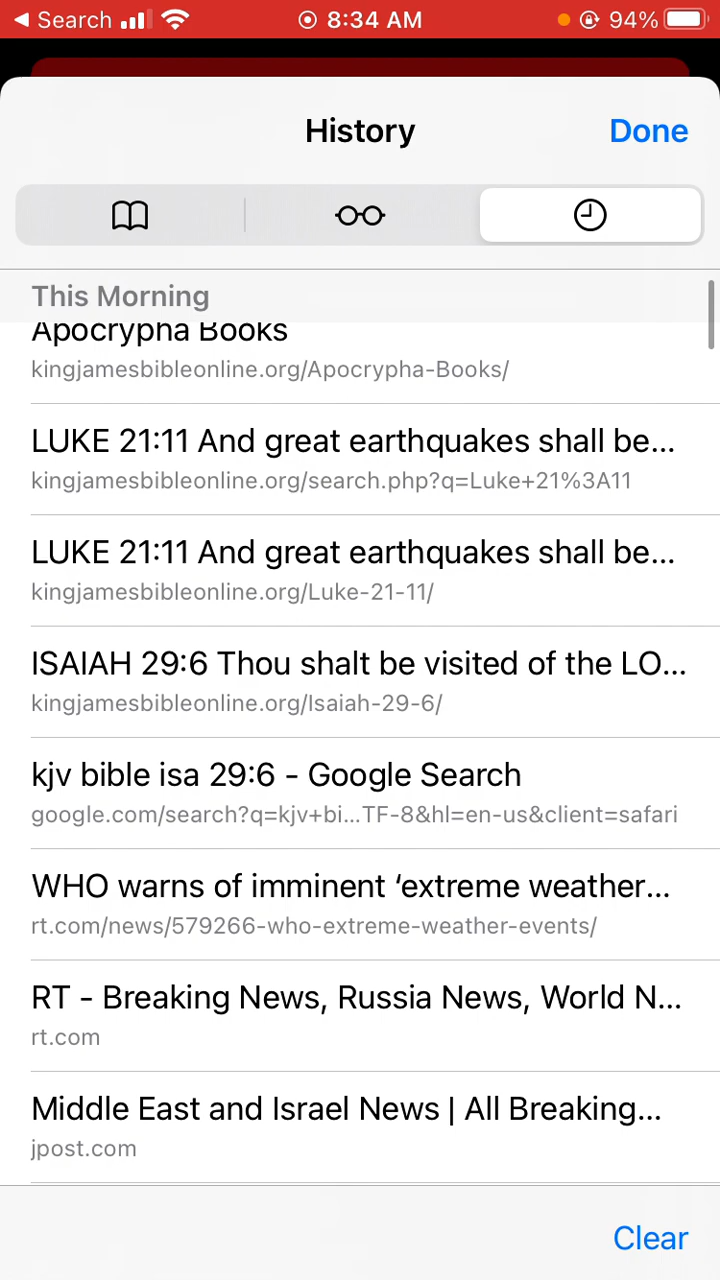 Search 8:34 AM 94%
History Done
This Morning
Apocrypha Books
kingjamesbibleonline.org/Apocrypha-Books/
LUKE 21:11 And great earthquakes shall be...
kingjamesbibleonline.org/search.php?q=Luke+21%3A11
LUKE 21:11 And great earthquakes shall be...
kingjamesbibleonline.org/Luke-21-11/
ISAIAH 29:6 Thou shalt be visited of the LO...
kingjamesbibleonline.org/Isaiah-29-6/
kjv bible isa 29:6 - Google Search
google.com/search?q=kjv+bi...TF-8&hl=en-us&client=safari
WHO warns of imminent ‘extreme weather...
rt.com/news/579266-who-extreme-weather-events/
RT - Breaking News, Russia News, World N...
rt.com
Middle East and Israel News | All Breaking...
jpost.com
Clear